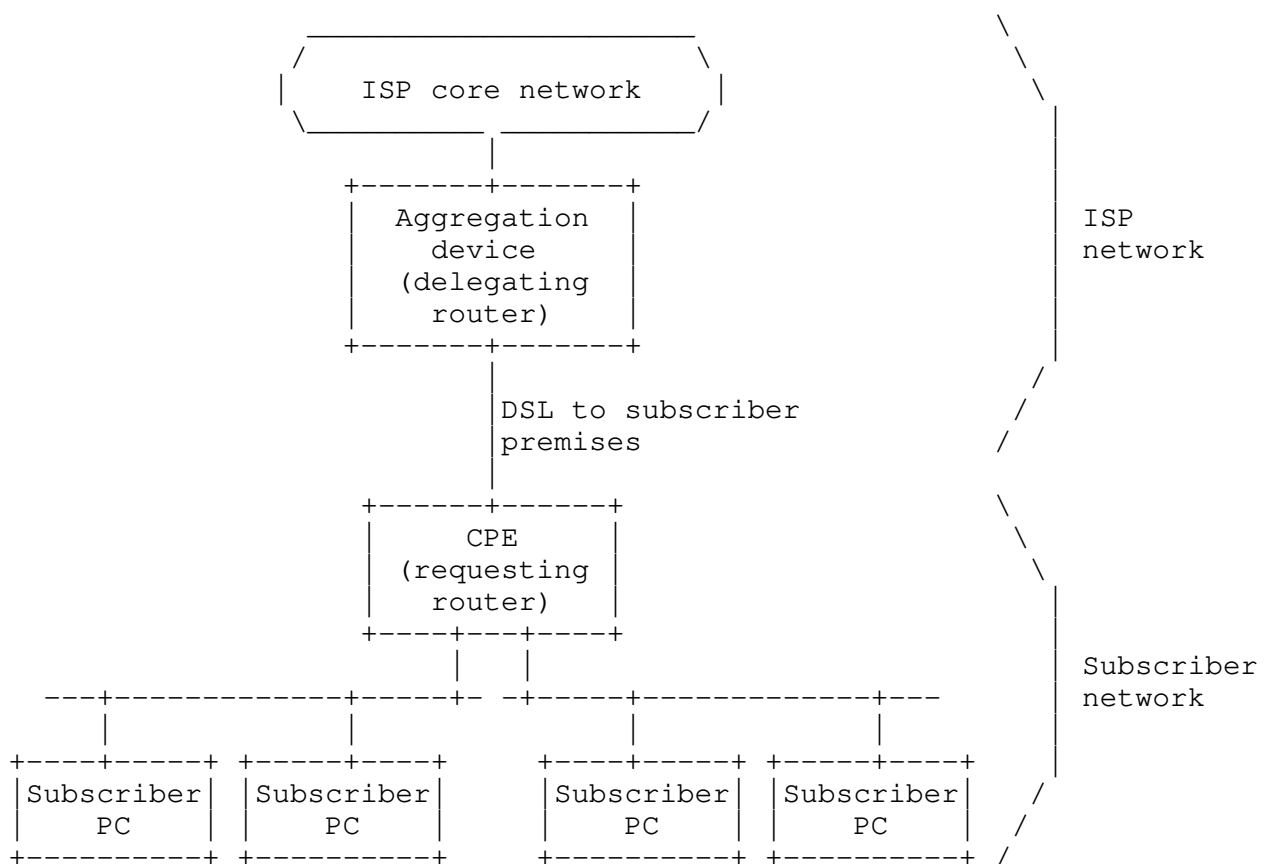 ISP core network
Aggregation
device
(delegating
router)
ISP
network
DSL to subscriber
premises
CPE
(requesting
router)
Subscriber
network
Subscriber Subscriber Subscriber Subscriber
PC PC PC PC